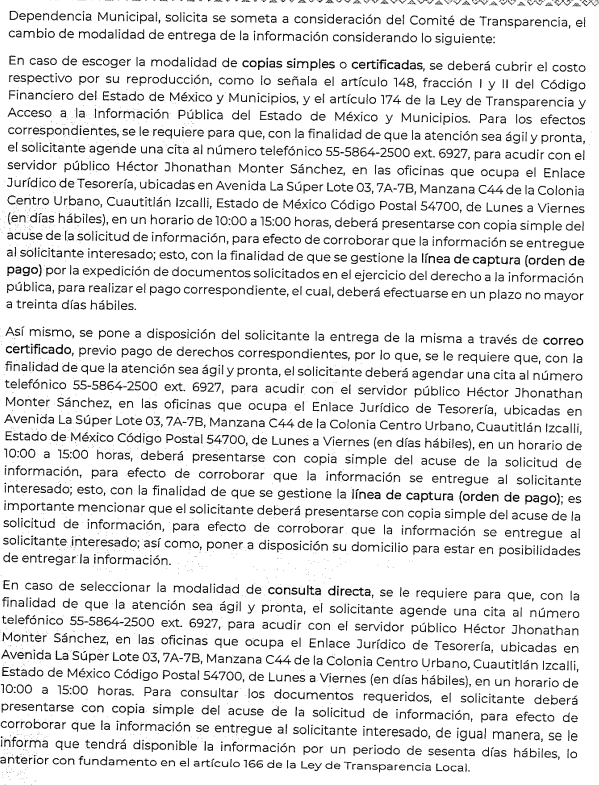 Dependencia Municipal, solicita se someta a consideración del Comité de Transparencia, el
cambio de modalidad de entrega de la información considerando lo siguiente:
En caso de escoger la modalidad de copias simples o certificadas, se deberá cubrir el costo
respectivo por su reproducción, como lo señala el artículo 148, fracción I y II del Código
Financiero del Estado de México y Municipios, y el artículo 174 de la Ley de Transparencia y
Acceso a la Información Pública del Estado de México y Municipios. Para los efectos
correspondientes, se le requiere para que, con la finalidad de que la atención sea ágil y pronta,
el solicitante agende una cita al número telefónico 55-5864-2500 ext. 6927, para acudir con el
servidor público Héctor Jhonathan Monter Sánchez, en las oficinas que ocupa el Enlace
Jurídico de Tesorería, ubicadas en Avenida La Súper Lote 03, 7A-7B, Manzana C44 de la Colonia
Centro Urbano, Cuautitlán Izcalli, Estado de México Código Postal 54700, de Lunes a Viernes
(en días hábiles), en un horario de 10:00 a 15:00 horas, deberá presentarse con copia simple del
acuse de la solicitud de información, para efecto de corroborar que la información se entregue
al solicitante interesado; esto, con la finalidad de que se gestione la línea de captura (orden de
pago) por la expedición de documentos solicitados en el ejercicio del derecho a la información
pública, para realizar el pago correspondiente, el cual, deberá efectuarse en un plazo no mayor
a treinta días hábiles.
Así mismo, se pone a disposición del solicitante la entrega de la misma a través de correo
certificado, previo pago de derechos correspondientes, por lo que, se le requiere que, con la
finalidad de que la atención sea ágil y pronta, el solicitante deberá agendar una cita al número
telefónico 55-5864-2500 ext. 6927, para acudir con el servidor público Héctor Jhonathan
Monter Sánchez, en las oficinas que ocupa el Enlace Jurídico de Tesorería, ubicadas en
Avenida La Súper Lote 03, 7A-7B, Manzana C44 de la Colonia Centro Urbano, Cuautitlán Izcalli,
Estado de México Código Postal 54700, de Lunes a Viernes (en días hábiles), en un horario de
10:00 a 15:00 horas, deberá presentarse con copia simple del acuse de la solicitud de
información, para efecto de corroborar que la información se entregue al solicitante
interesado; esto, con la finalidad de que se gestione la línea de captura (orden de pago); es
importante mencionar que el solicitante deberá presentarse con copia simple del acuse de la
solicitud de información, para efecto de corroborar que la información se entregue al
solicitante interesado; así como, poner a disposición su domicilio para estar en posibilidades
de entregar la información.
En caso de seleccionar la modalidad de consulta directa, se le requiere para que, con la
finalidad de que la atención sea ágil y pronta, el solicitante agende una cita al número
telefónico 55-5864-2500 ext. 6927, para acudir con el servidor público Héctor Jhonathan
Monter Sánchez, en las oficinas que ocupa el Enlace Jurídico de Tesorería, ubicadas en
Avenida La Súper Lote 03, 7A-7B, Manzana C44 de la Colonia Centro Urbano, Cuautitlán Izcalli,
Estado de México Código Postal 54700, de Lunes a Viernes (en días hábiles), en un horario de
10:00 a 15:00 horas. Para consultar los documentos requeridos, el solicitante deberá
presentarse con copia simple del acuse de la solicitud de información, para efecto de
corroborar que la información se entregue al solicitante interesado, de igual manera, se le
informa que tendrá disponible la información por un periodo de sesenta días hábiles, lo
anterior con fundamento en el artículo 166 de la Ley de Transparencia Local.